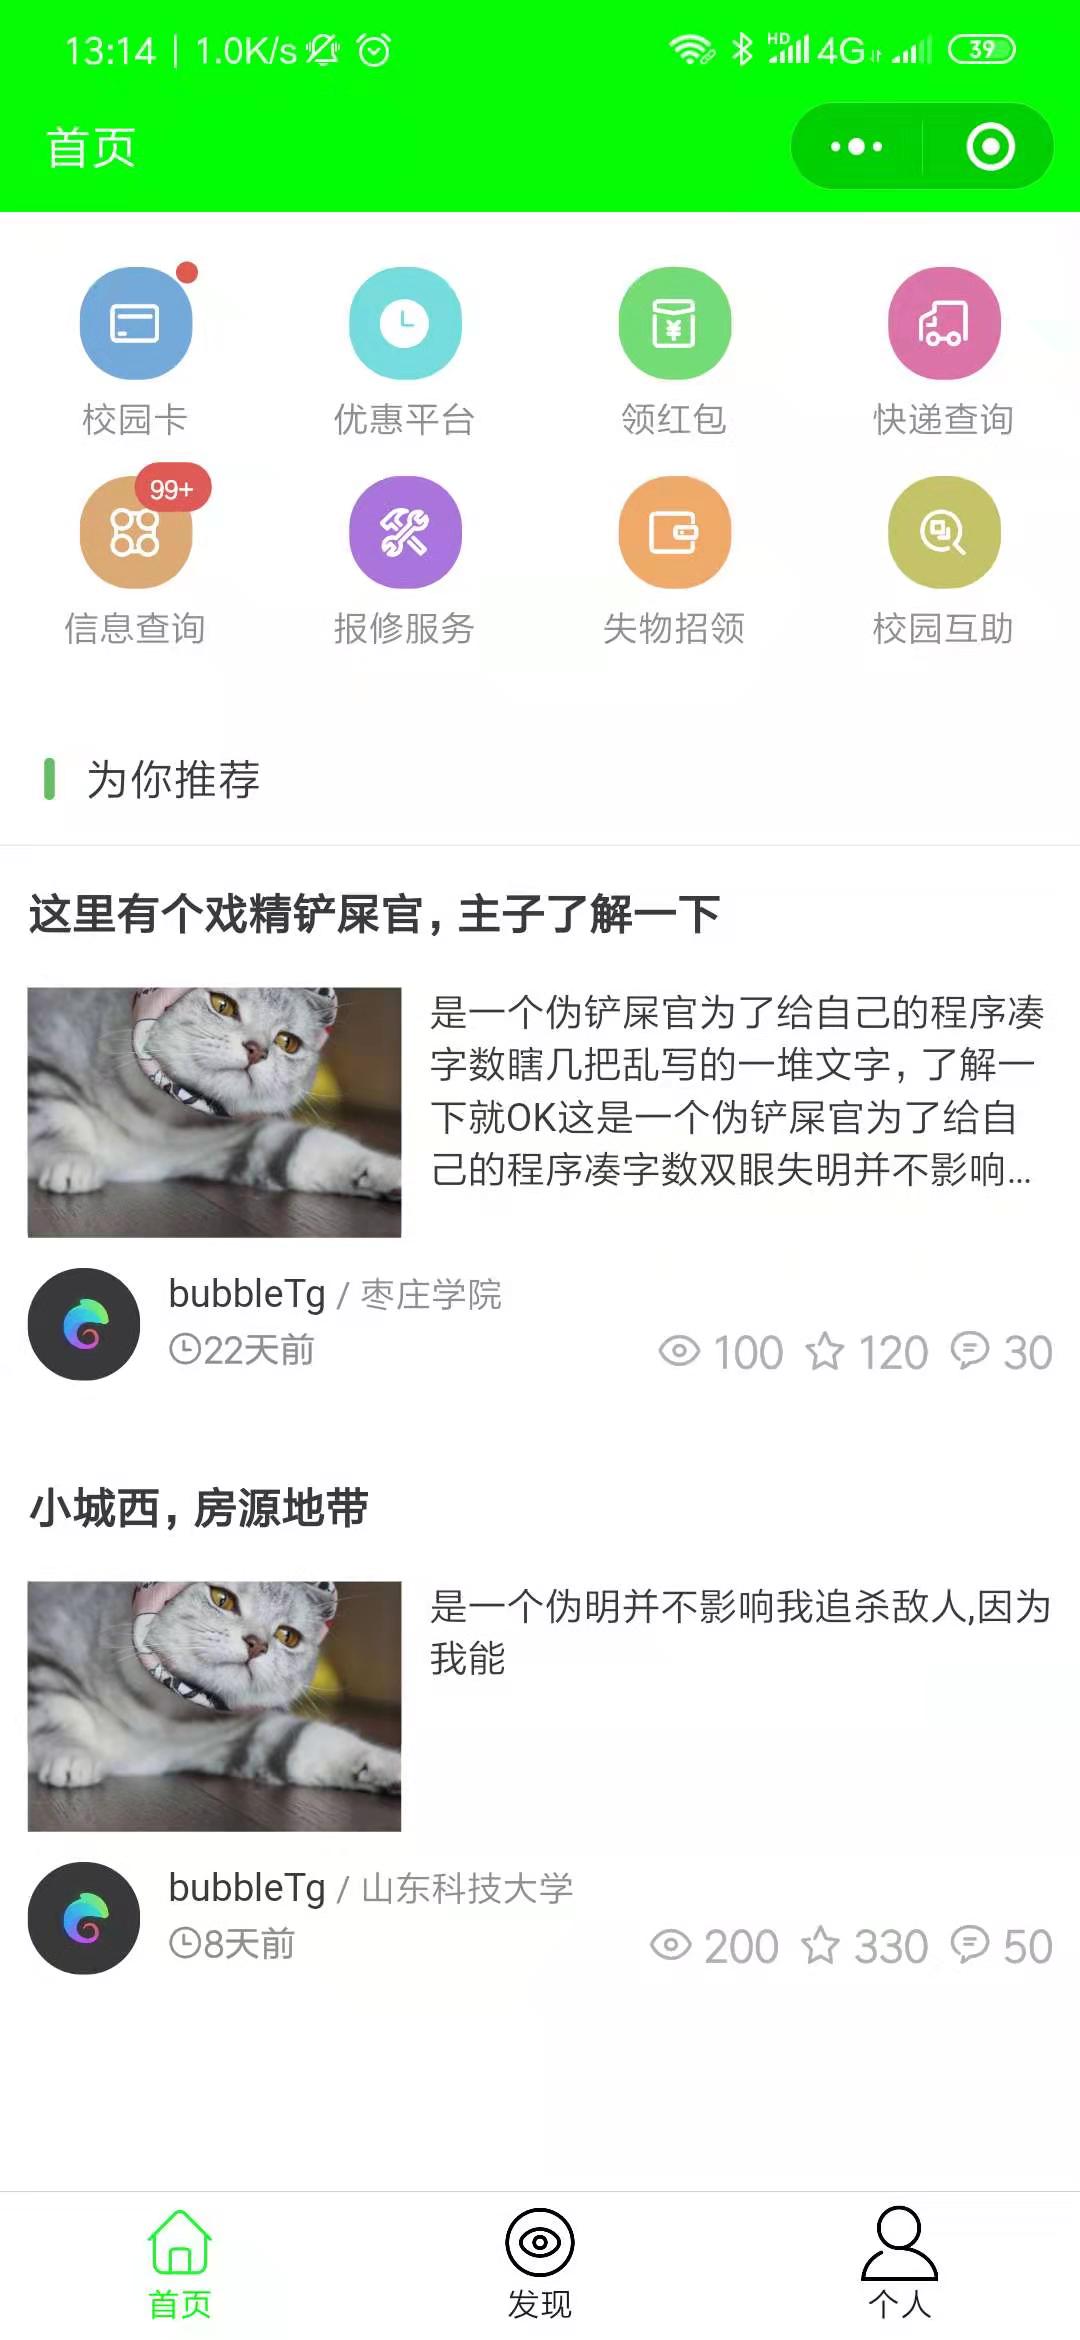 13:14 | 1.0K/s HD 4G 39
首页
校园卡 优惠平台 领红包 快递查询
99+
信息查询 报修服务 失物招领 校园互助
为你推荐
这里有个戏精铲屎官，主子了解一下
是一个伪铲屎官为了给自己的程序凑
字数瞎几把乱写的一堆文字，了解一
下就OK这是一个伪铲屎官为了给自
己的程序凑字数双眼失明并不影响...
bubbleTg / 枣庄学院
22天前 100 120 30
小城西，房源地带
是一个伪明并不影响我追杀敌人,因为
我能
bubbleTg / 山东科技大学
8天前 200 330 50
首页 发现 个人